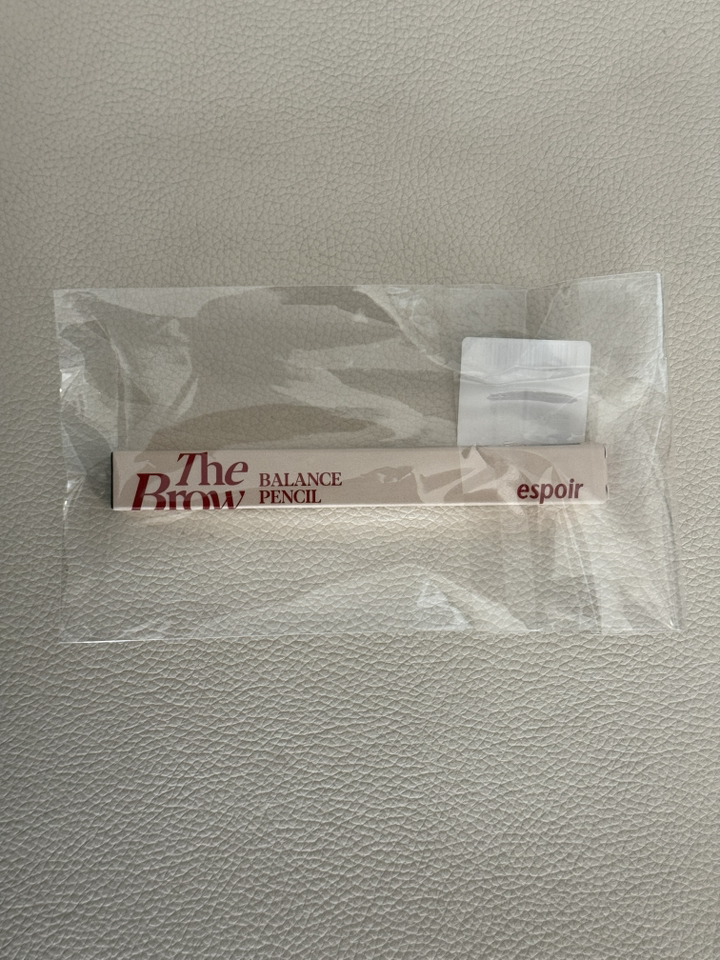 The
Brow
BALANCE
PENCIL
espoir